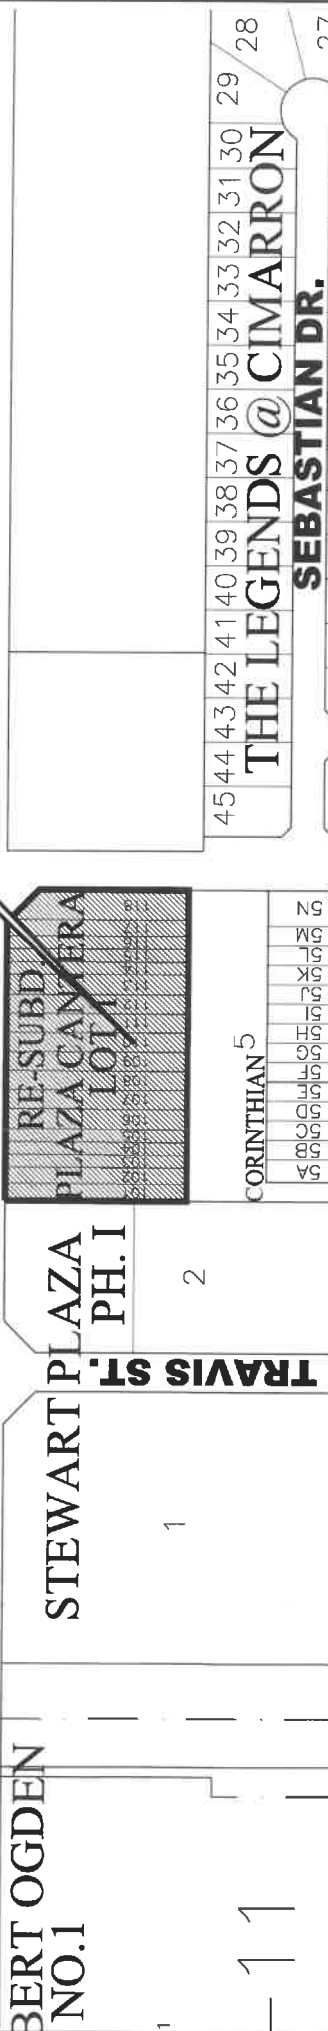 BERT OGDEN
NO.1
1
11
STEWART PLAZA
PH. I
1
2
TRAVIS ST.
RE-SUBD.
PLAZA CANTERA
LOT 1
CORINTHIAN 5
5A 5B 5C 5D 5E 5F 5G 5H 5I 5J 5K 5L 5M 5N
45 44 43 42 41 40 39 38 37 36 35 34 33 32 31 30 29 28 27
THE LEGENDS @ CIMARRON
SEBASTIAN DR.